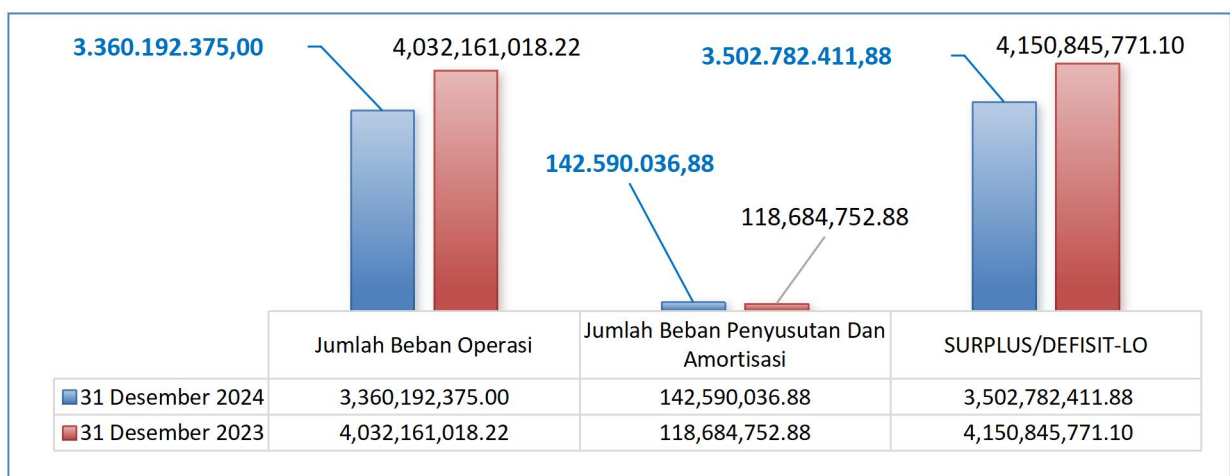 3.360.192.375,00
4,032,161,018.22
3.502.782.411,88
4,150,845,771.10
142.590.036,88
118,684,752.88
Jumlah Beban Operasi
Jumlah Beban Penyusutan Dan
Amortisasi
SURPLUS/DEFISIT-LO
31 Desember 2024 3,360,192,375.00 142,590,036.88 3,502,782,411.88
31 Desember 2023 4,032,161,018.22 118,684,752.88 4,150,845,771.10